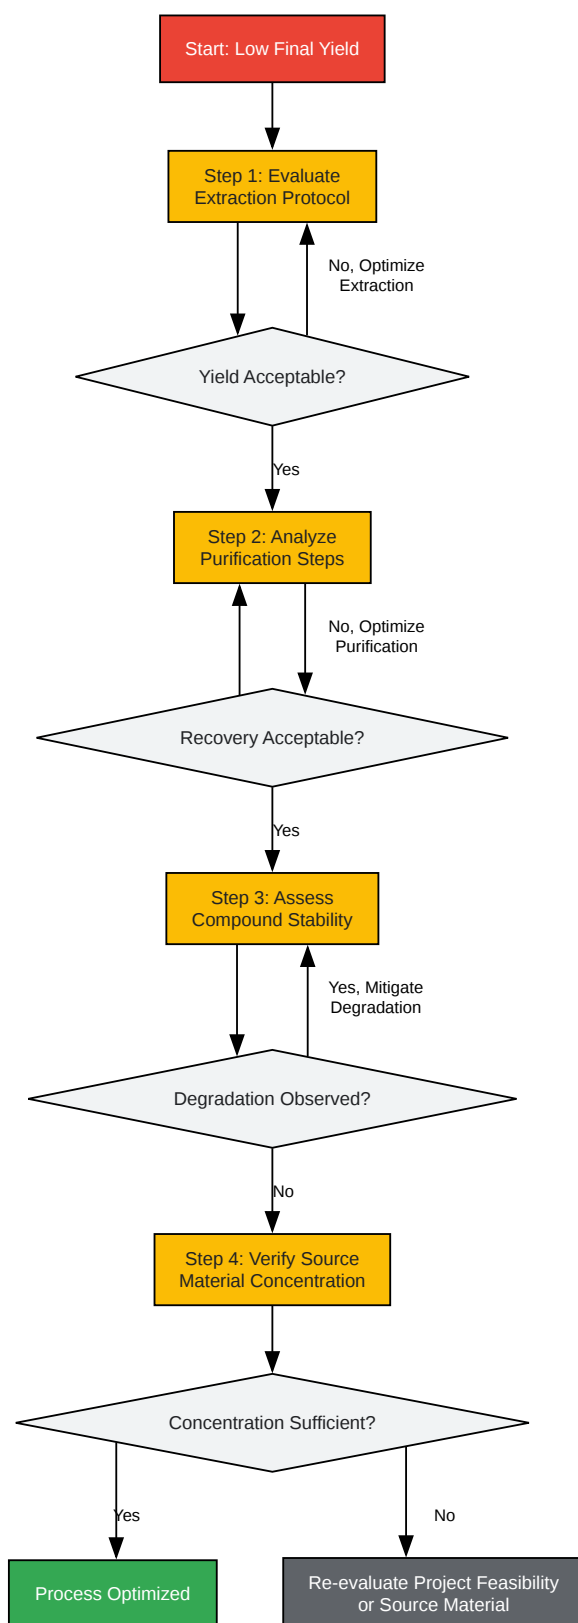 Start: Low Final Yield
Step 1: Evaluate
Extraction Protocol
No, Optimize
Extraction
Yield Acceptable?
Yes
Step 2: Analyze
Purification Steps
No, Optimize
Purification
Recovery Acceptable?
Yes
Step 3: Assess
Compound Stability
Yes, Mitigate
Degradation
Degradation Observed?
No
Step 4: Verify Source
Material Concentration
Concentration Sufficient?
Yes
No
Process Optimized
Re-evaluate Project Feasibility
or Source Material